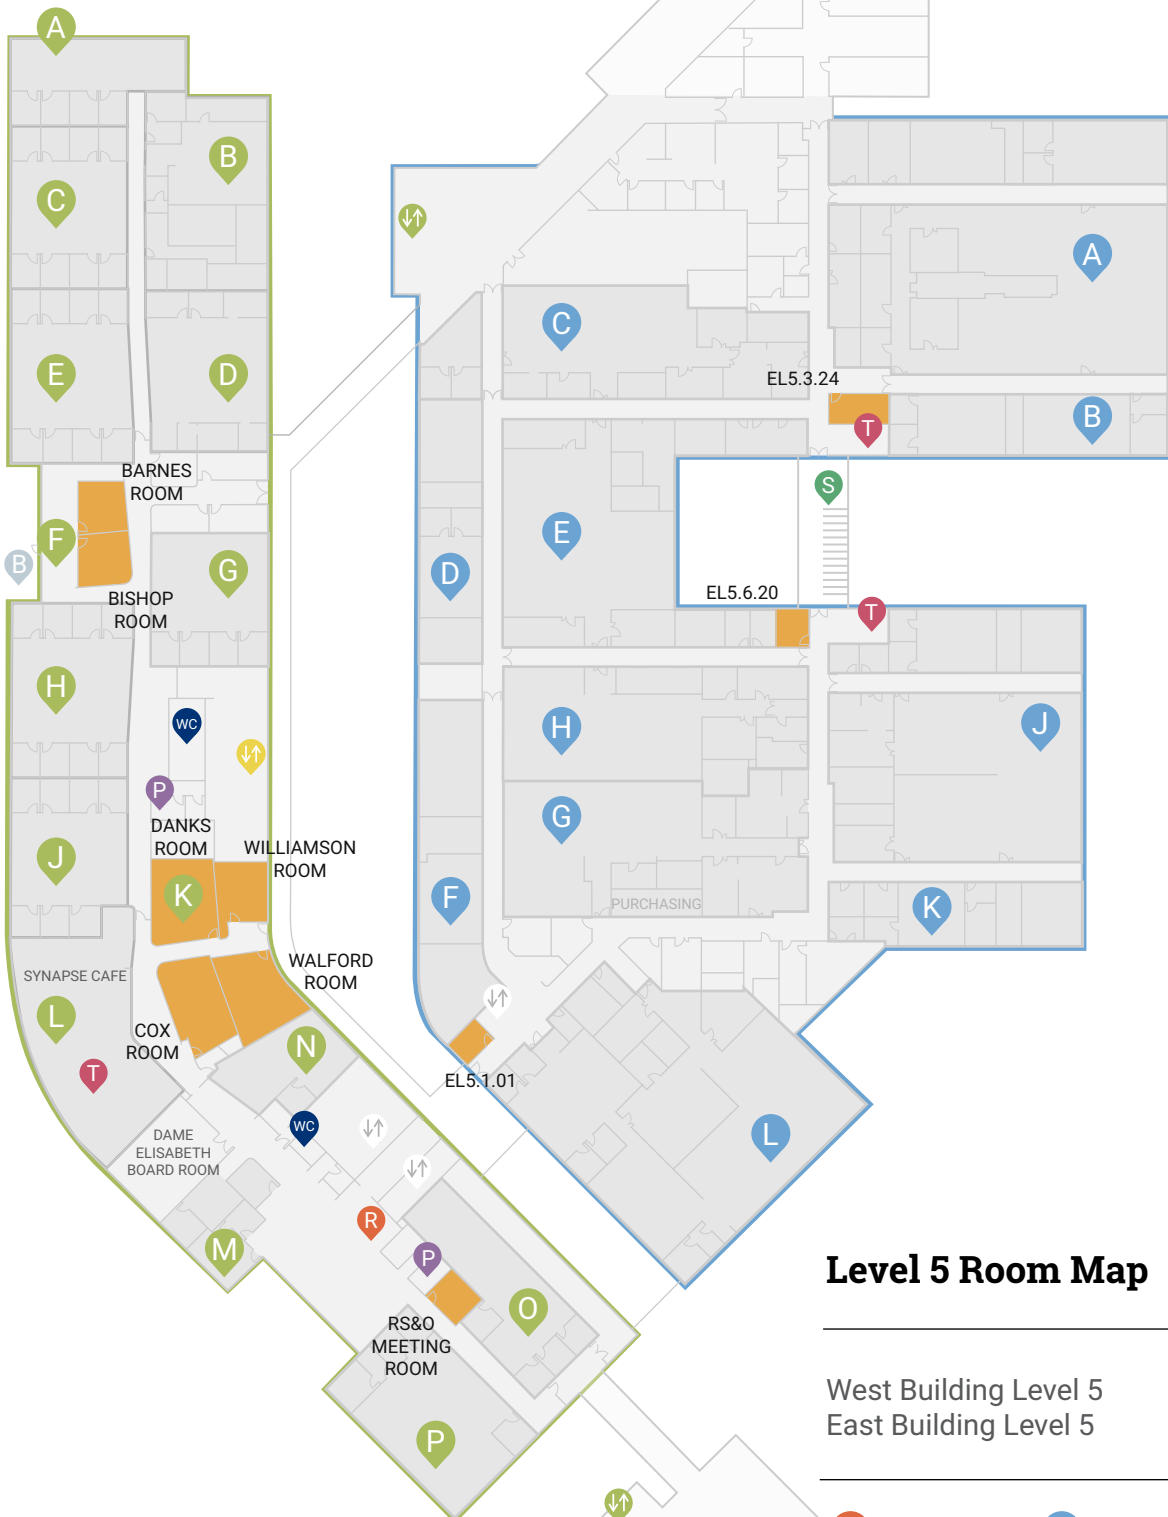 A
B
C
A
C
E
D
EL5.3.24
B
T
BARNES
ROOM
S
F
E
B
G
D
EL5.6.20
BISHOP
ROOM
T
H
WC
H
J
P
DANKS
ROOM
WILLIAMSON
ROOM
G
J
K
F
PURCHASING
K
SYNAPSE CAFE
WALFORD
ROOM
L
COX
ROOM
N
T
EL5.1.01
WC
L
DAME
ELISABETH
BOARD ROOM
R
M
P
Level 5 Room Map
O
RS&O
MEETING
ROOM
West Building Level 5
East Building Level 5
P